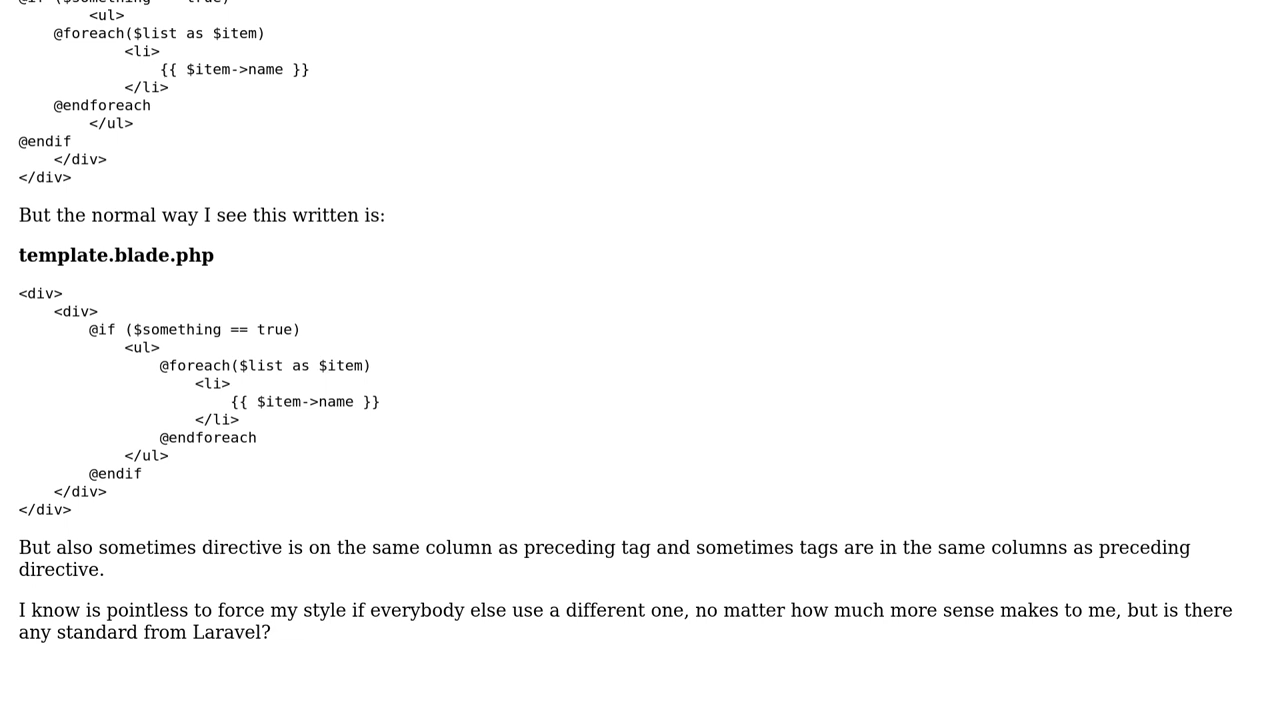 <ul>
    @foreach($list as $item)
            <li>
                {{ $item->name }}
            </li>
    @endforeach
        </ul>
@endif
    </div>
</div>
But the normal way I see this written is:
template.blade.php
<div>
    <div>
        @if ($something == true)
            <ul>
                @foreach($list as $item)
                    <li>
                        {{ $item->name }}
                    </li>
                @endforeach
            </ul>
        @endif
    </div>
</div>
But also sometimes directive is on the same column as preceding tag and sometimes tags are in the same columns as preceding
directive.
I know is pointless to force my style if everybody else use a different one, no matter how much more sense makes to me, but is there
any standard from Laravel?